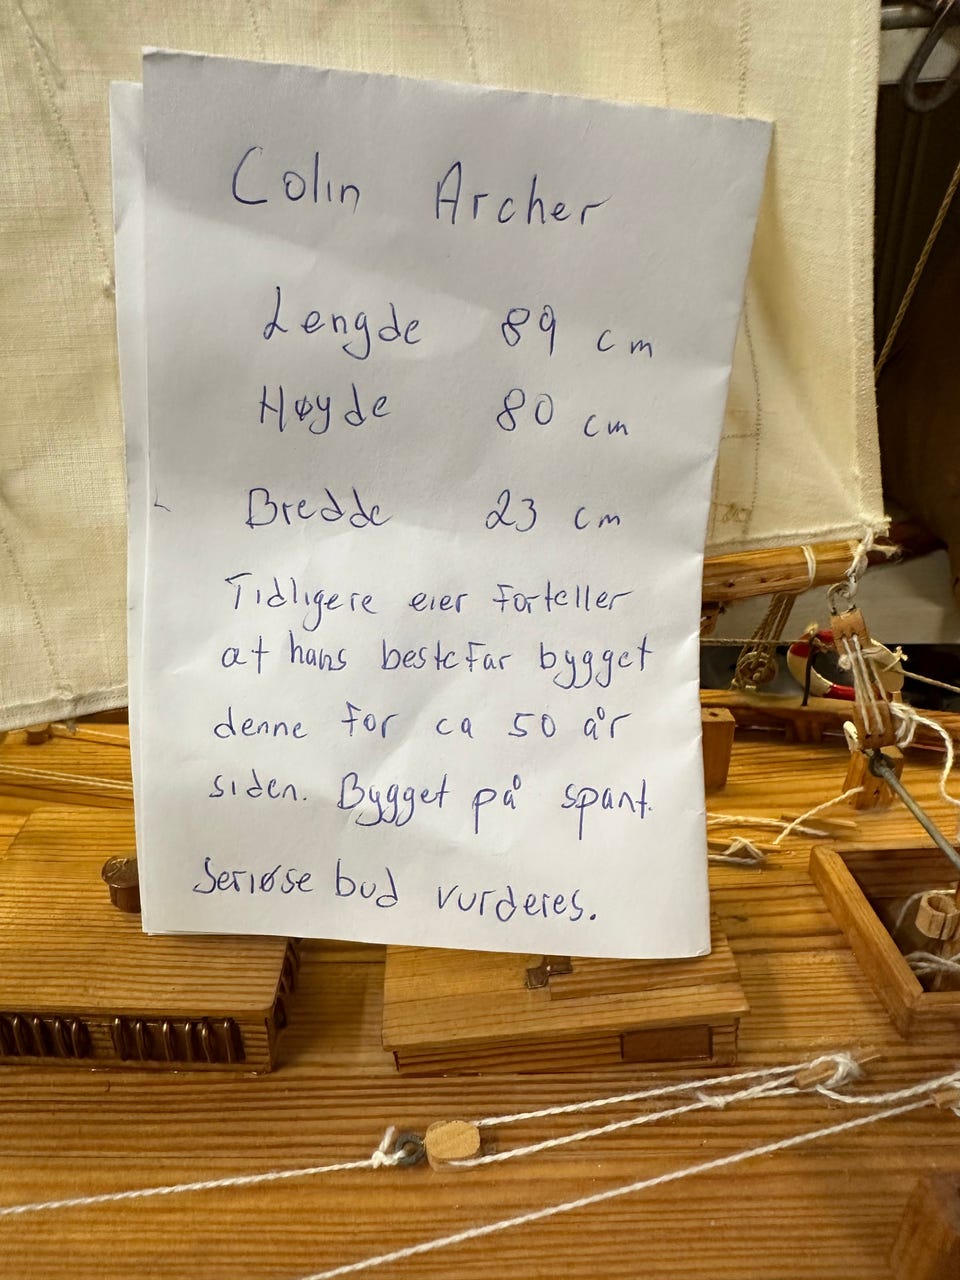 Colin Archer
Lengde 89 cm
Høyde 80 cm
Bredde 23 cm
Tidligere eier forteller
at hans bestefar bygget
denne for ca 50 år
siden. Bygget på spant.
Seriøse bud vurderes.